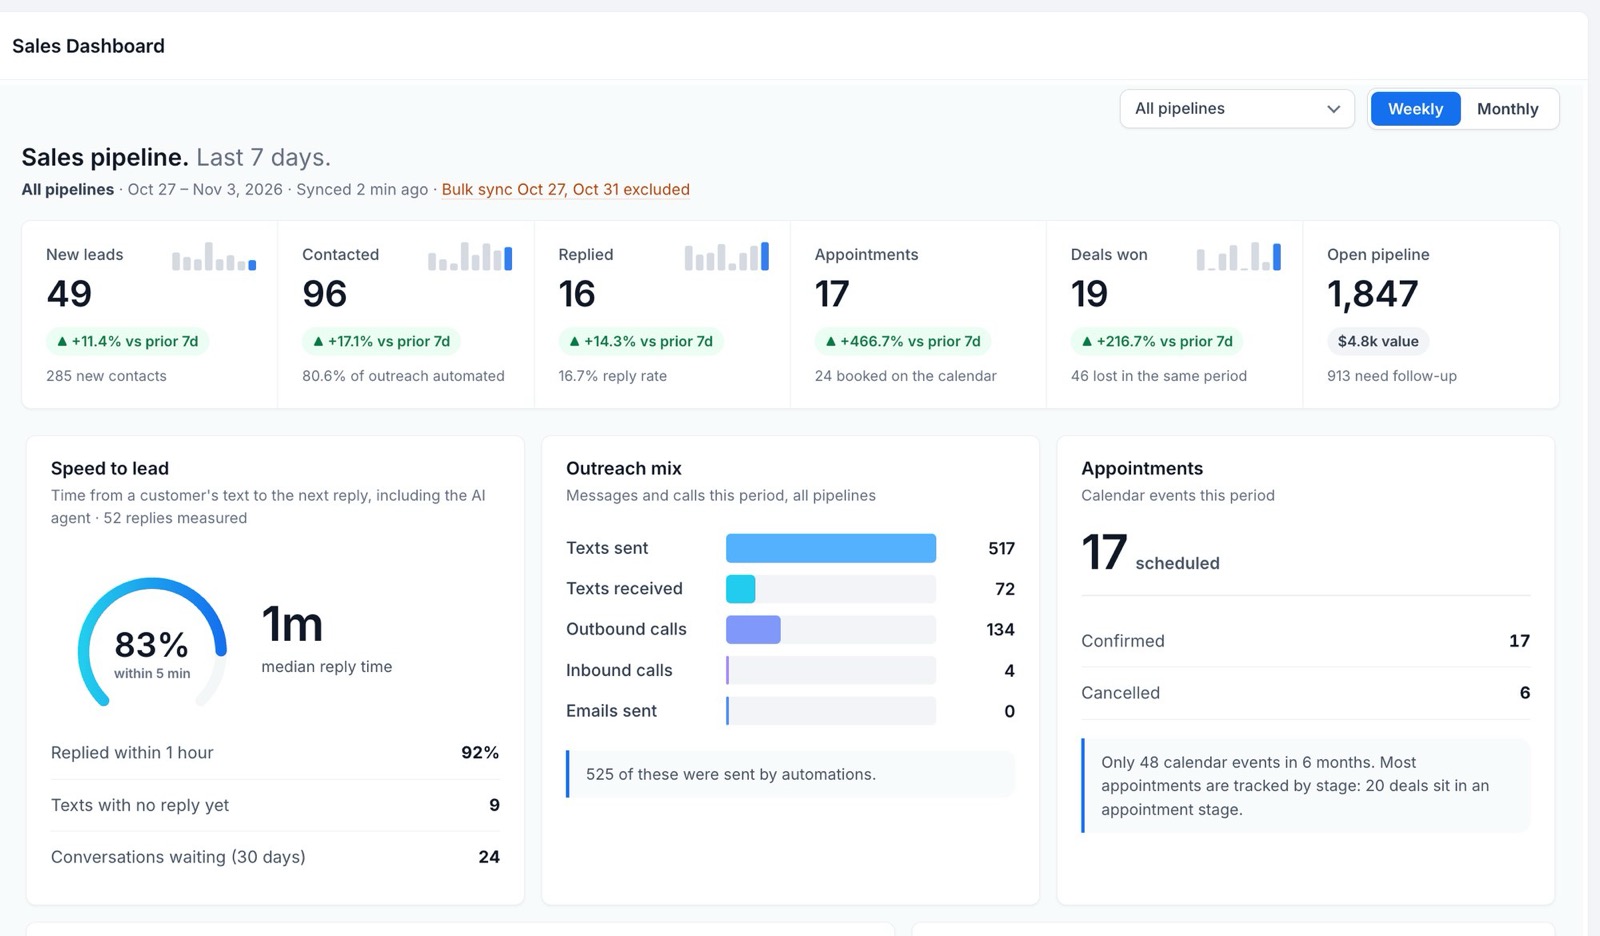 Sales Dashboard
All pipelines
Weekly
Monthly
Sales pipeline. Last 7 days.
All pipelines · Oct 27 – Nov 3, 2026 · Synced 2 min ago · Bulk sync Oct 27, Oct 31 excluded
New leads
49
▲ +11.4% vs prior 7d
285 new contacts
Contacted
96
▲ +17.1% vs prior 7d
80.6% of outreach automated
Replied
16
▲ +14.3% vs prior 7d
16.7% reply rate
Appointments
17
▲ +466.7% vs prior 7d
24 booked on the calendar
Deals won
19
▲ +216.7% vs prior 7d
46 lost in the same period
Open pipeline
1,847
$4.8k value
913 need follow-up
Speed to lead
Time from a customer's text to the next reply, including the AI
agent · 52 replies measured
83%
within 5 min
1m
median reply time
Replied within 1 hour 92%
Texts with no reply yet 9
Conversations waiting (30 days) 24
Outreach mix
Messages and calls this period, all pipelines
Texts sent 517
Texts received 72
Outbound calls 134
Inbound calls 4
Emails sent 0
525 of these were sent by automations.
Appointments
Calendar events this period
17 scheduled
Confirmed 17
Cancelled 6
Only 48 calendar events in 6 months. Most
appointments are tracked by stage: 20 deals sit in an
appointment stage.